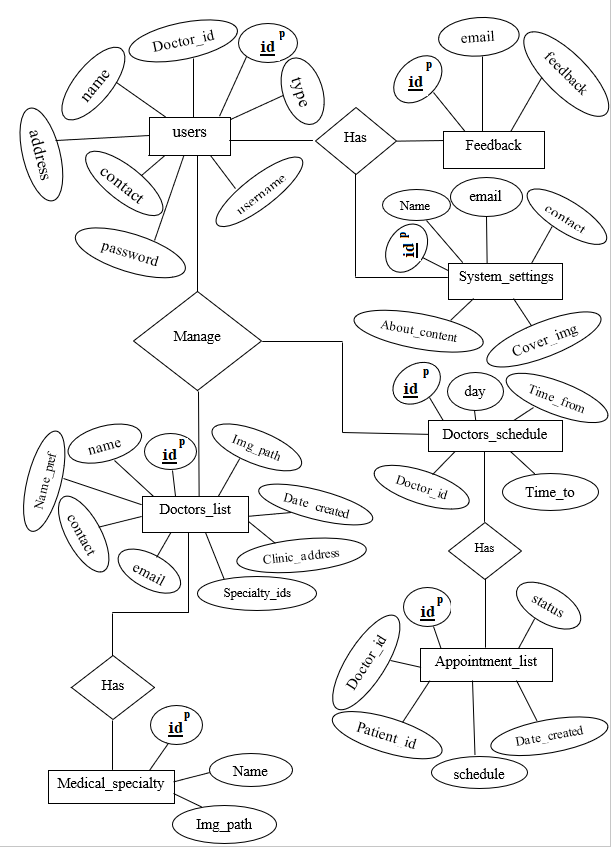 Doctor_id
id p
email
name
type
id p
feedback
users
Has
Feedback
address
contact
username
password
Name
email
contact
id p
System_settings
About_content
Cover_img
Manage
id p
day
Time_from
Doctors_schedule
Doctor_id
Time_to
Name_pref
name
id p
Img_path
Doctors_list
Date created
contact
email
Clinic_address
Specialty_ids
Has
id p
status
Doctor_id
Appointment_list
Patient_id
Date_created
schedule
Has
id p
Medical_specialty
Name
Img_path